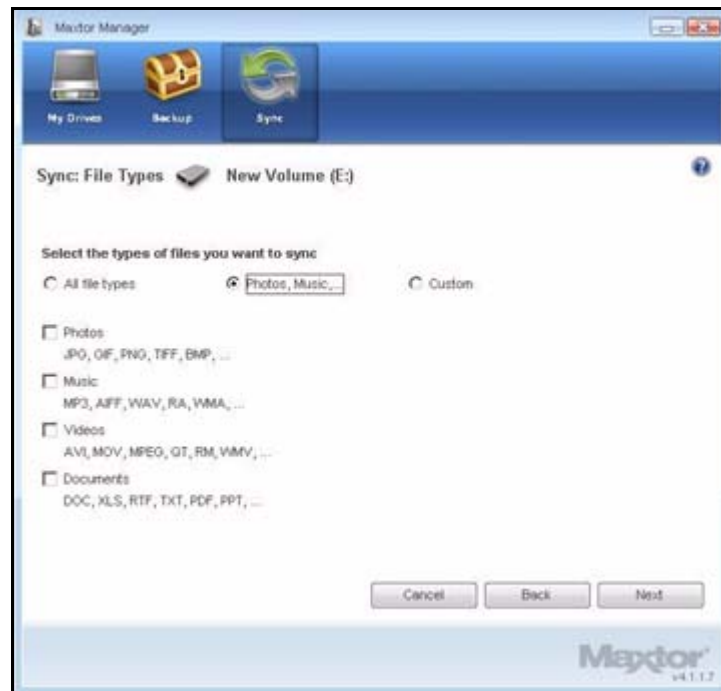 Maxtor Manager
My Drives Backup Sync
Sync: File Types New Volume (E:)
Select the types of files you want to sync
All file types Photos, Music,... Custom
Photos
JPG, GIF, PNG, TIFF, BMP, ...
Music
MP3, AIFF, WAV, RA, WMA, ...
Videos
AVI, MOV, MPEG, QT, RM, WMV, ...
Documents
DOC, XLS, RTF, TXT, PDF, PPT, ...
Cancel Back Next
Maxtor
v4.1.1.7